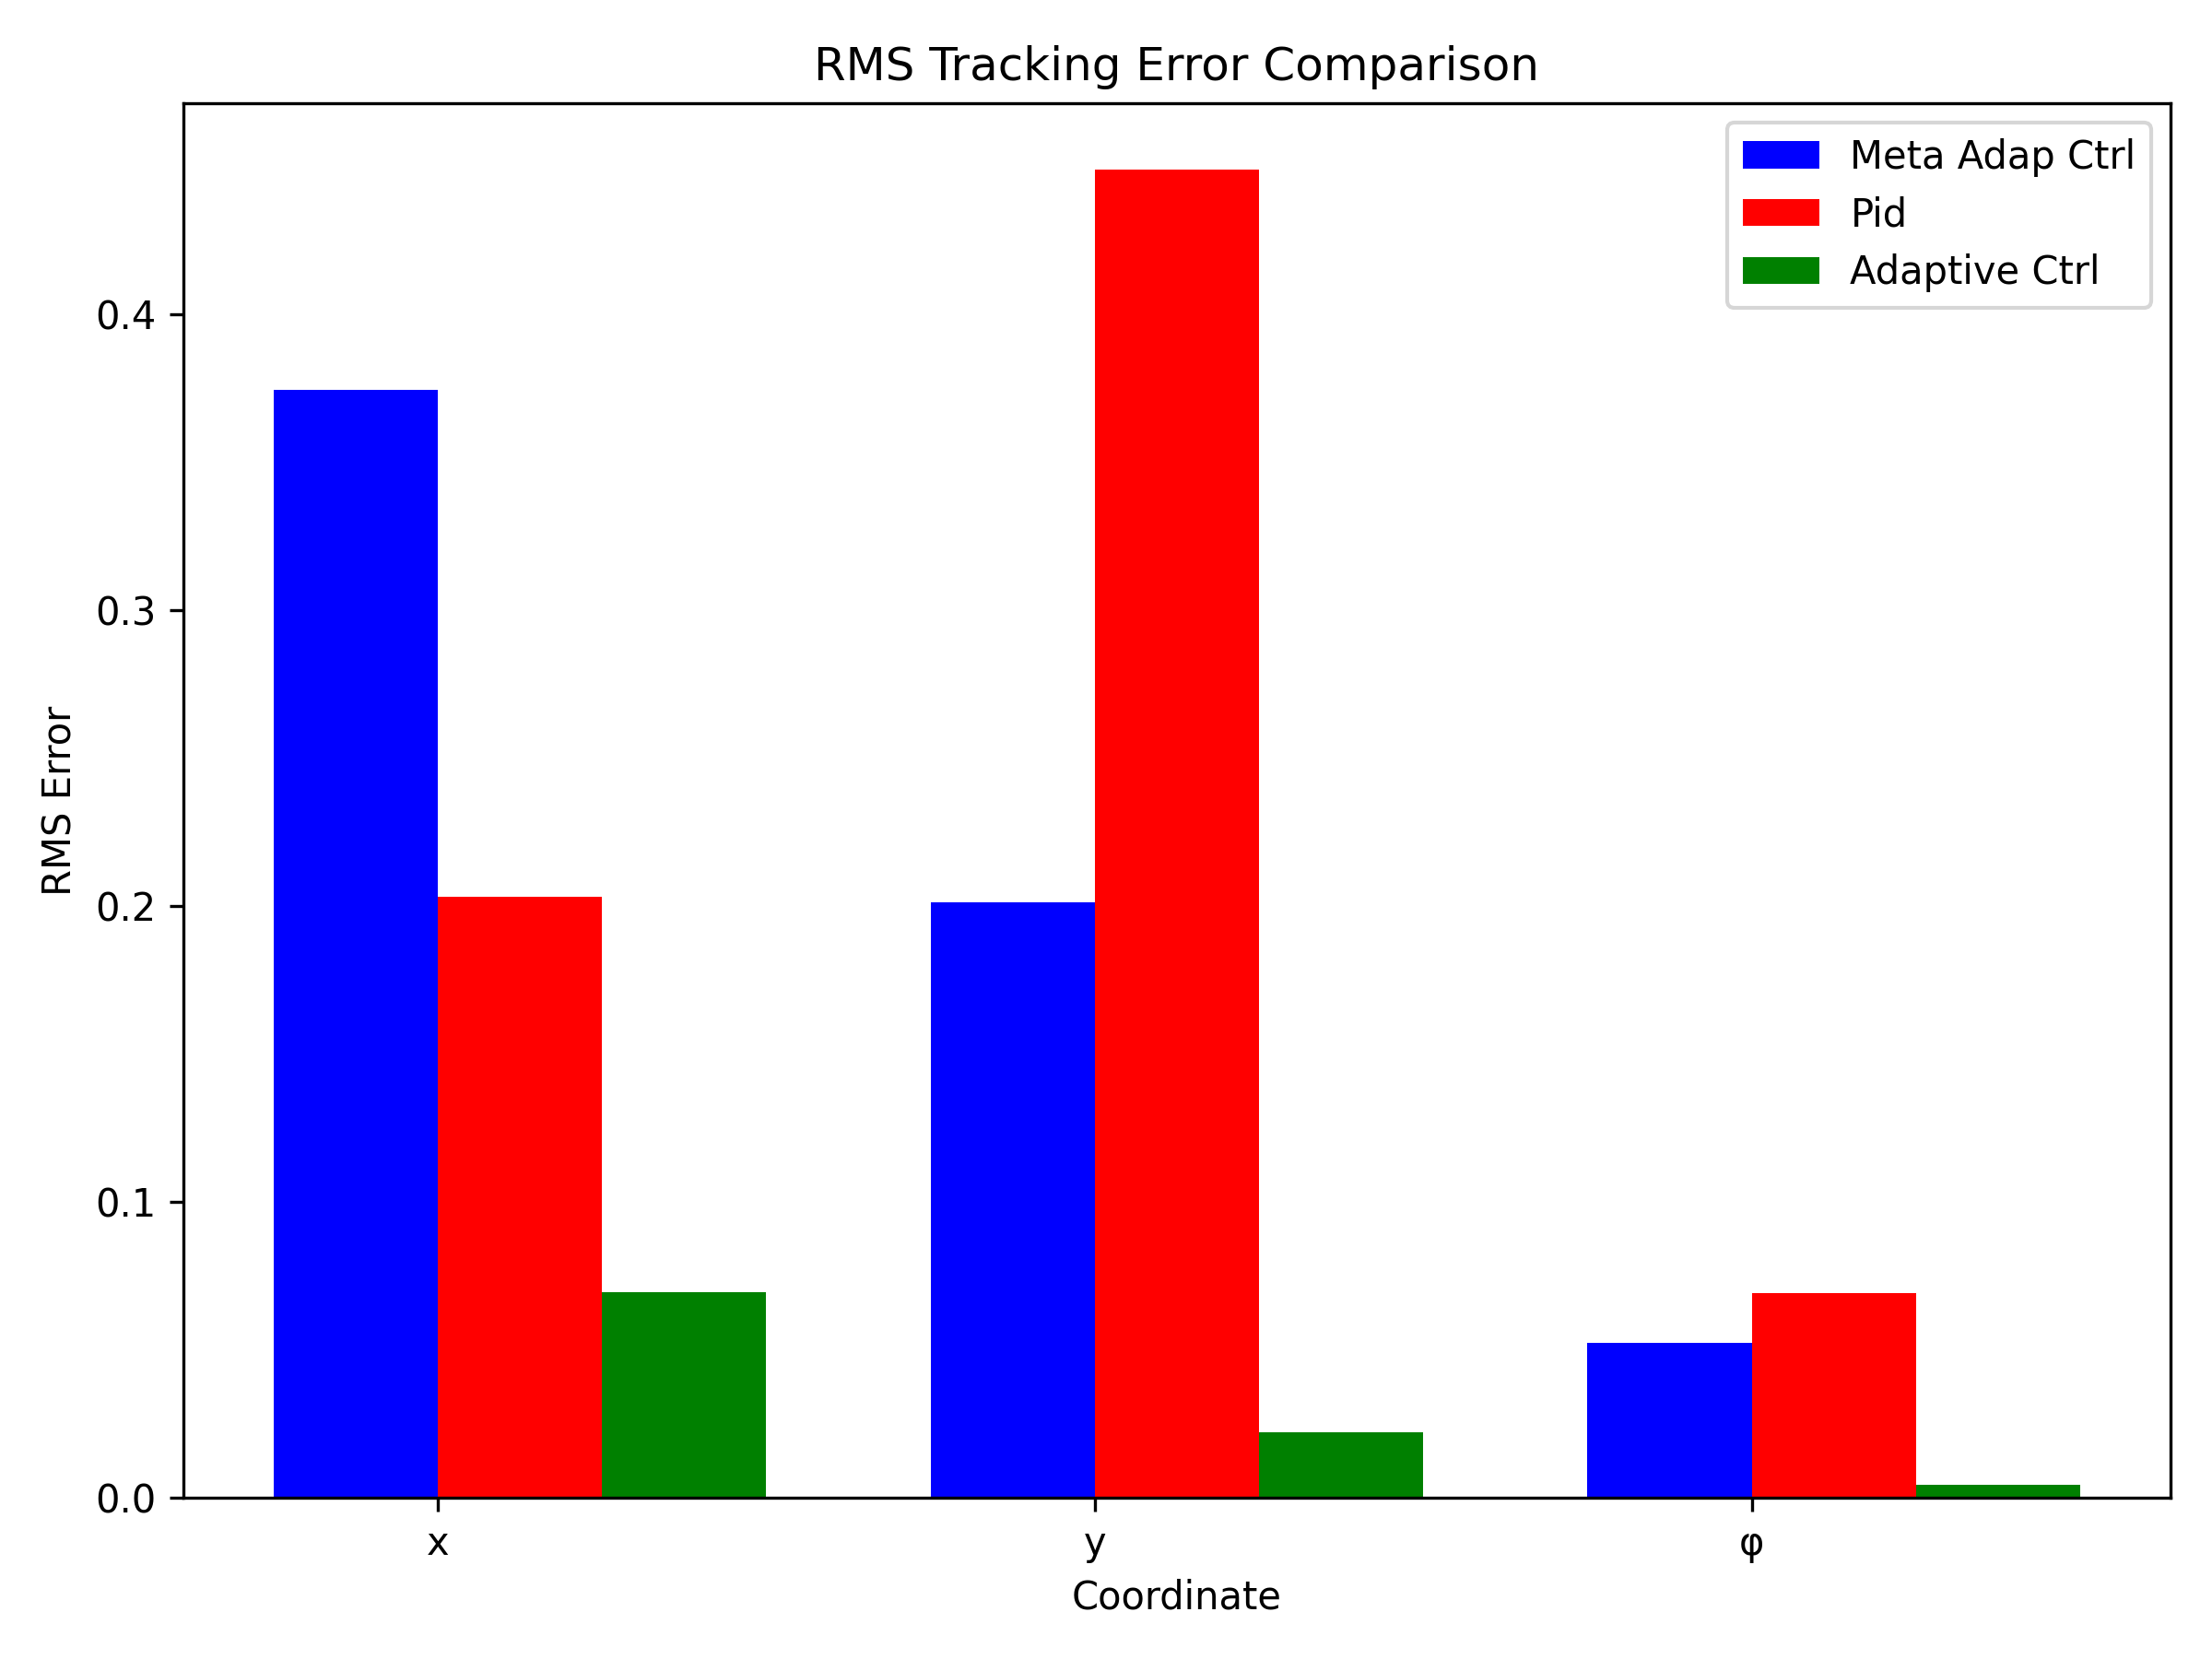 RMS Tracking Error Comparison
Meta Adap Ctrl
Pid
Adaptive Ctrl
RMS Error
0.4
0.3
0.2
0.1
0.0
x y φ
Coordinate